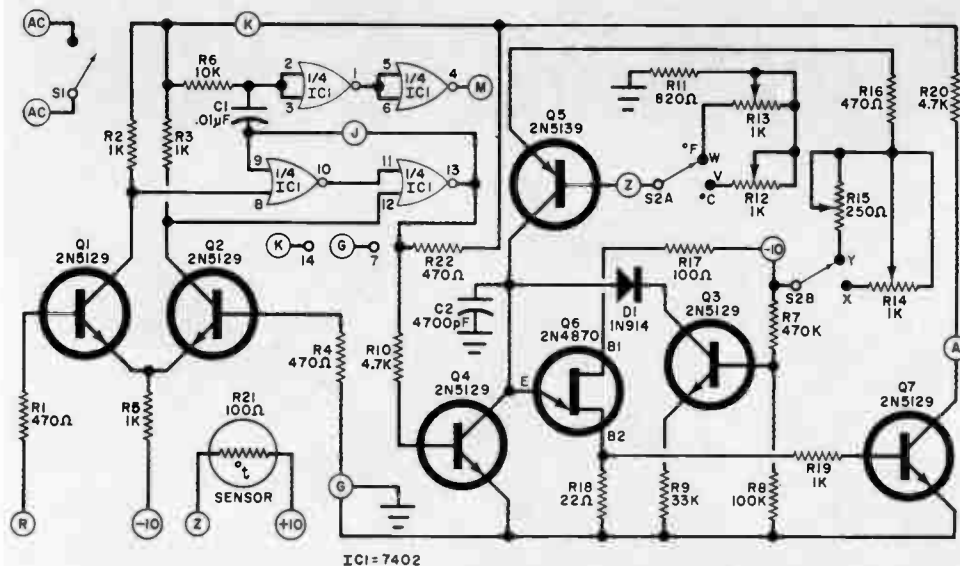 AC
S1
AC
K
R6
10K
C1
.01µF
R2
1K
R3
1K
2
3
1/4
IC1
1
5
6
1/4
IC1
4
M
J
9
8
1/4
IC1
10
11
12
1/4
IC1
13
K
14
G
7
R22
470Ω
Q1
2N5129
Q2
2N5129
R1
470Ω
R5
1K
R21
100Ω
°t
SENSOR
R
-10
Z
+10
R4
470Ω
G
C2
4700pF
R10
4.7K
Q4
2N5129
Q5
2N5139
Z
S2A
°F
W
°C
V
R11
820Ω
R13
1K
R12
1K
R16
470Ω
R20
4.7K
R15
250Ω
R14
1K
Y
X
S2B
-10
R17
100Ω
D1
1N914
Q3
2N5129
R7
470K
Q6
2N4870
B1
E
B2
R18
22Ω
R9
33K
R8
100K
R19
1K
Q7
2N5129
A
IC1=7402